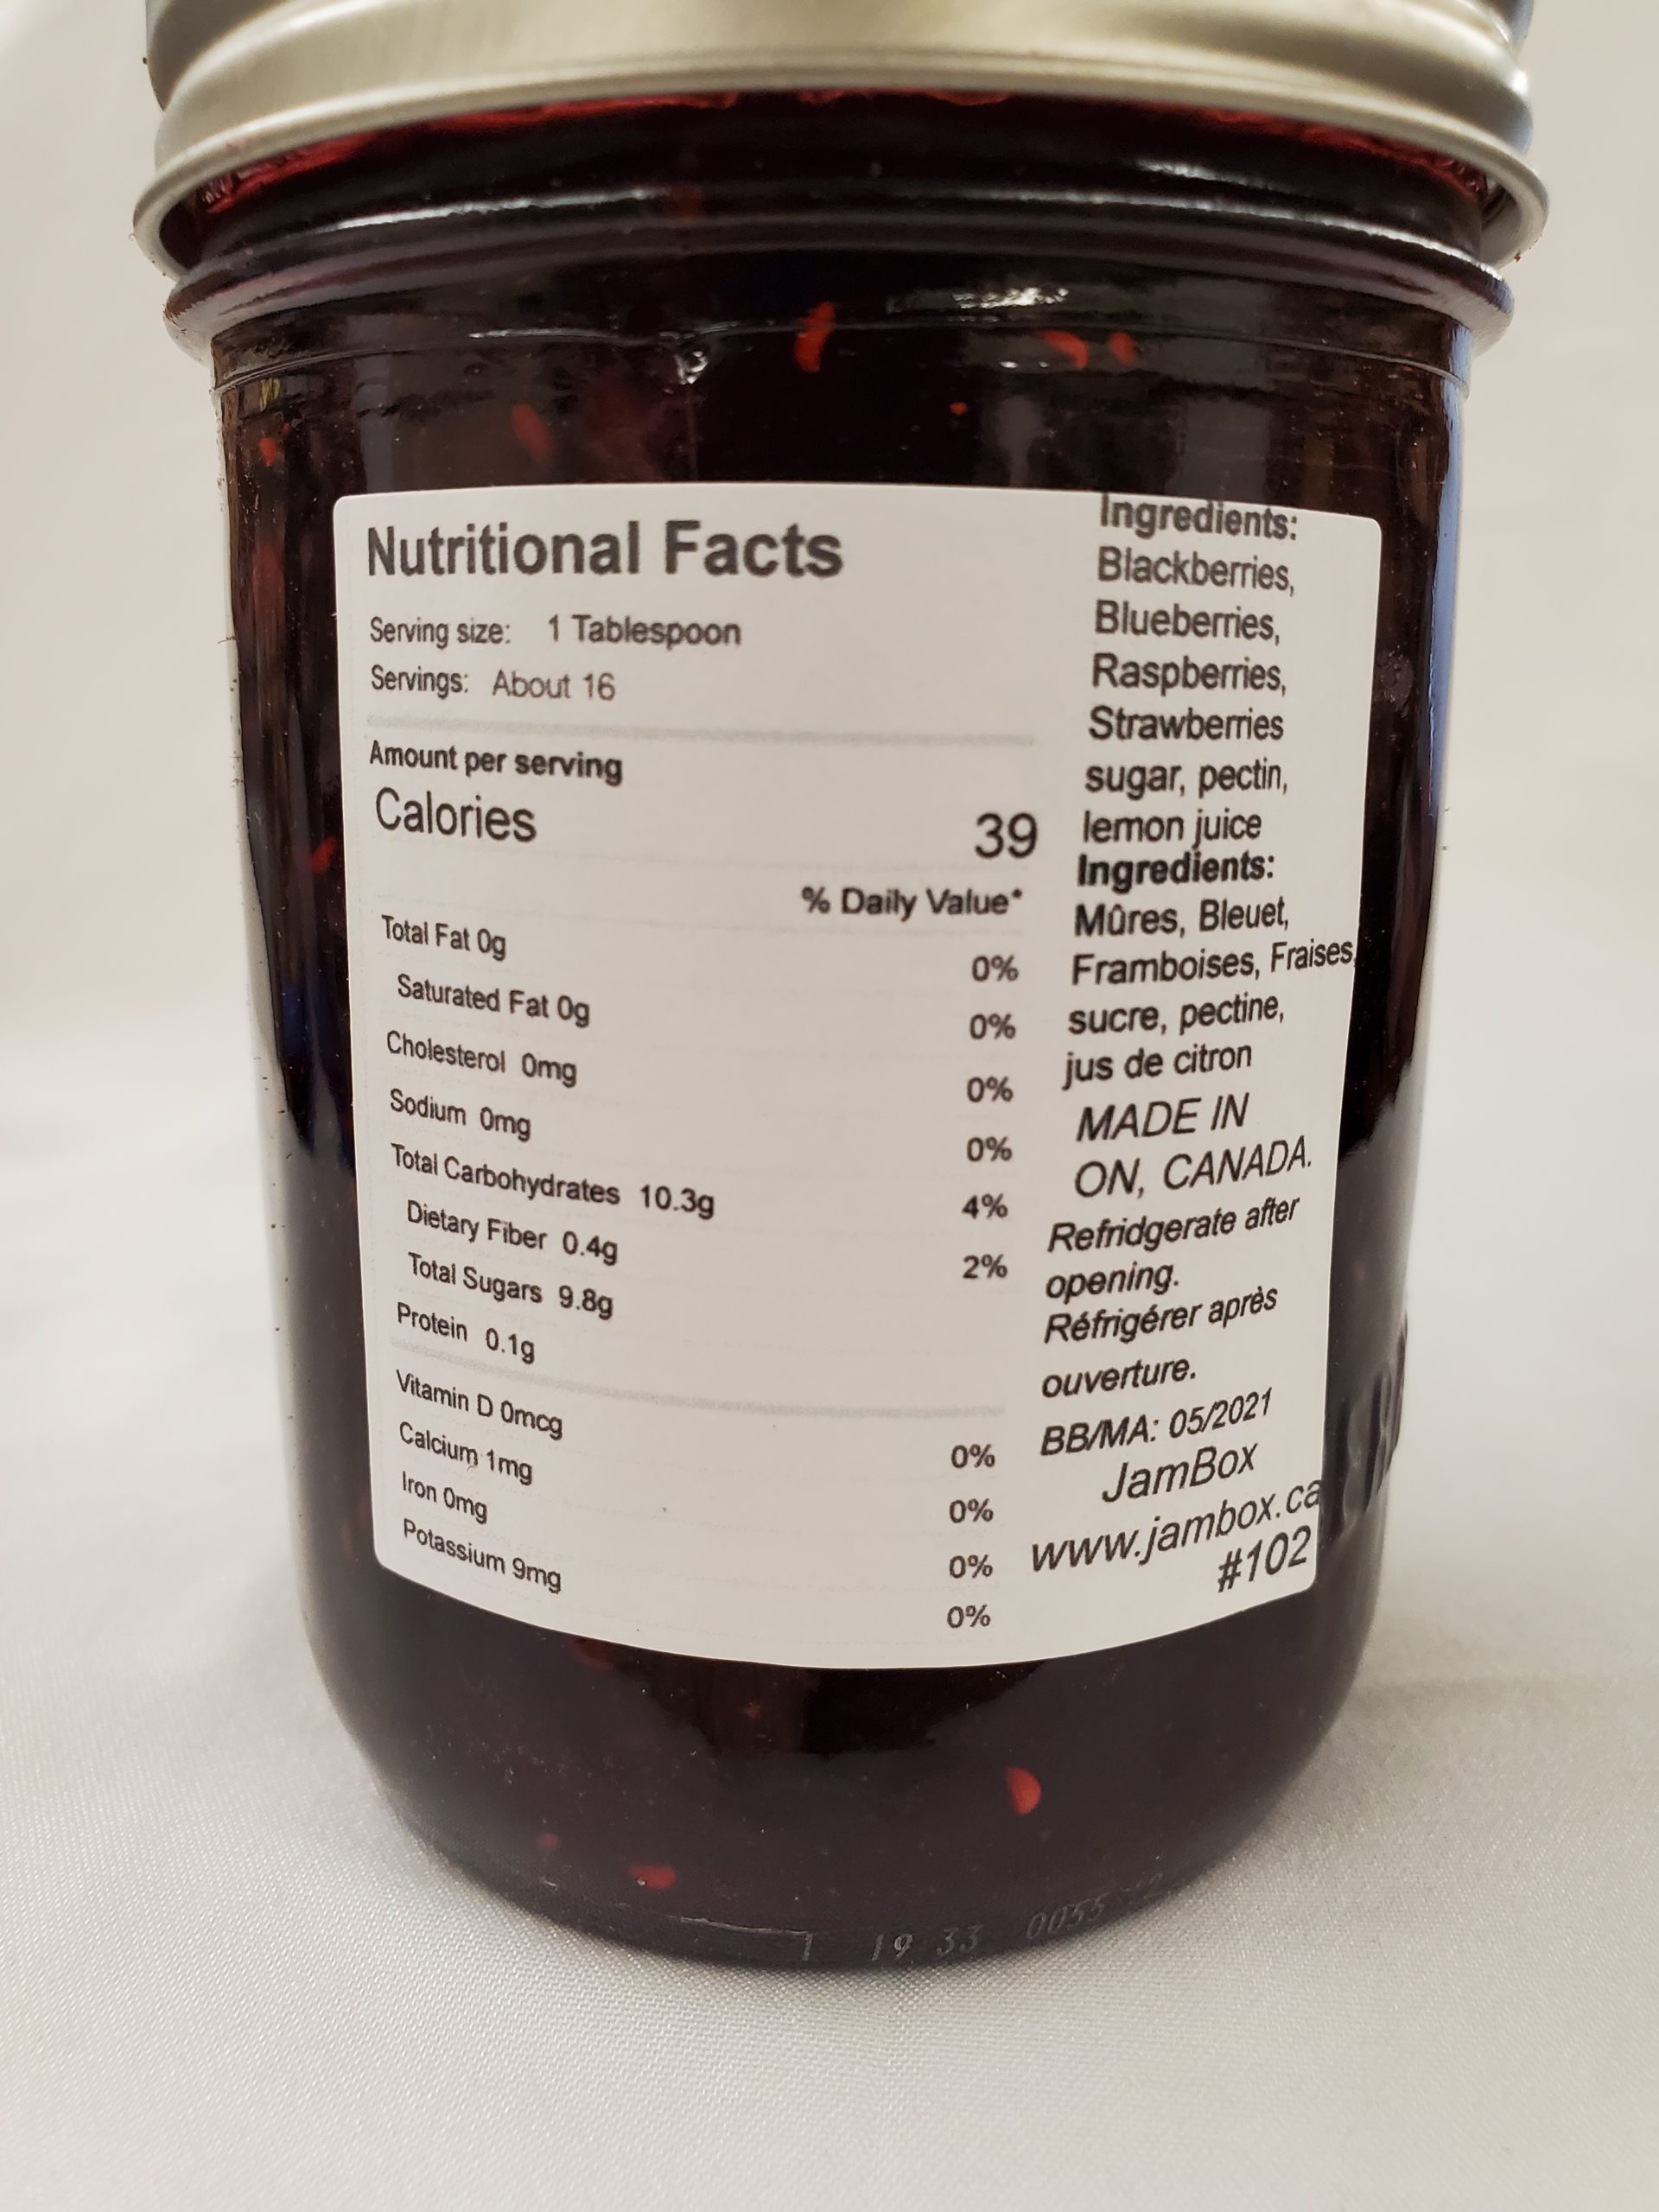 Nutritional Facts
Serving size: 1 Tablespoon
Servings: About 16
Amount per serving
Calories 39
% Daily Value*
Total Fat 0g 0%
Saturated Fat 0g 0%
Cholesterol 0mg 0%
Sodium 0mg 0%
Total Carbohydrates 10.3g 4%
Dietary Fiber 0.4g 2%
Total Sugars 9.8g
Protein 0.1g
Vitamin D 0mcg 0%
Calcium 1mg 0%
Iron 0mg 0%
Potassium 9mg 0%
Ingredients:
Blackberries,
Blueberries,
Raspberries,
Strawberries
sugar, pectin,
lemon juice
Ingredients:
Mûres, Bleuet,
Framboises, Fraises,
sucre, pectine,
jus de citron
MADE IN
ON, CANADA.
Refridgerate after
opening.
Réfrigérer après
ouverture.
BB/MA: 05/2021
JamBox
www.jambox.ca
#102
19 33 0055